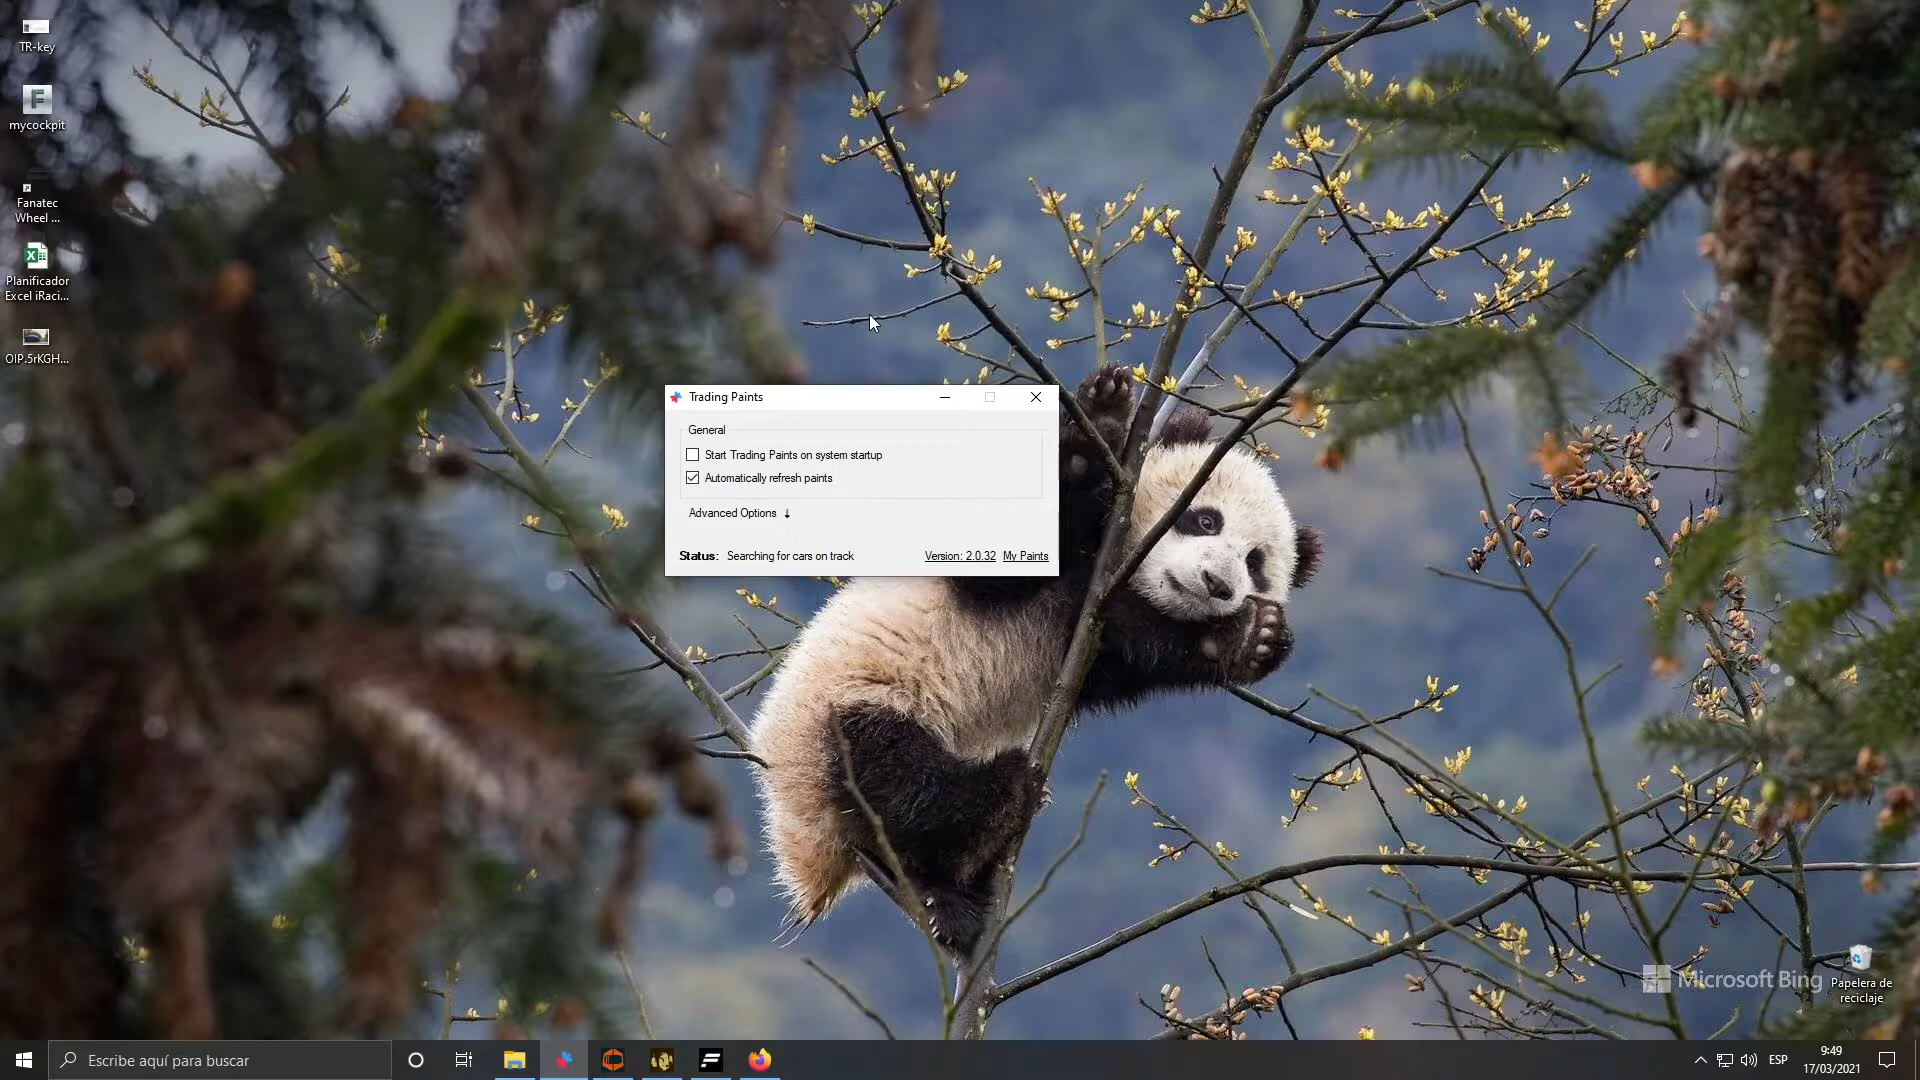 TR-key
mycockpit
Fanatec
Wheel ...
Planificador
Excel iRaci...
OIP.5rKGH...
Trading Paints
General
Start Trading Paints on system startup
Automatically refresh paints
Advanced Options ↓
Status: Searching for cars on track
Version: 2.0.32 My Paints
Microsoft Bing
Papelera de
reciclaje
Escribe aquí para buscar
ESP
9:49
17/03/2021